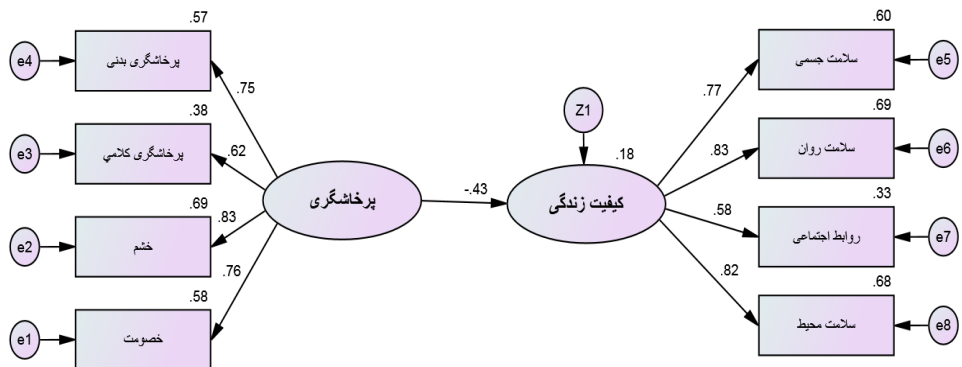 .57
e4
پرخاشگری بدنی
.75
.38
e3
پرخاشگری کلامي
.62
.69
e2
خشم
.83
.58
e1
خصومت
.76
پرخاشگری
-.43
Z1
.18
کیفیت زندگی
.60
سلامت جسمی
e5
.77
.69
سلامت روان
e6
.83
.33
روابط اجتماعی
e7
.58
.68
سلامت محیط
e8
.82